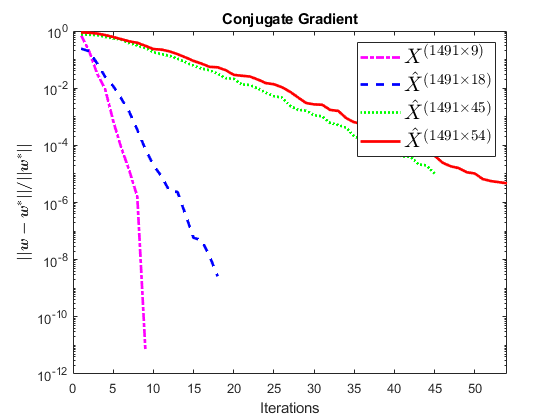 Conjugate Gradient
||w − w*||/||w*||
10^0
10^-2
10^-4
10^-6
10^-8
10^-10
10^-12
X^(1491×9)
X̂^(1491×18)
X̂^(1491×45)
X̂^(1491×54)
0 5 10 15 20 25 30 35 40 45 50
Iterations